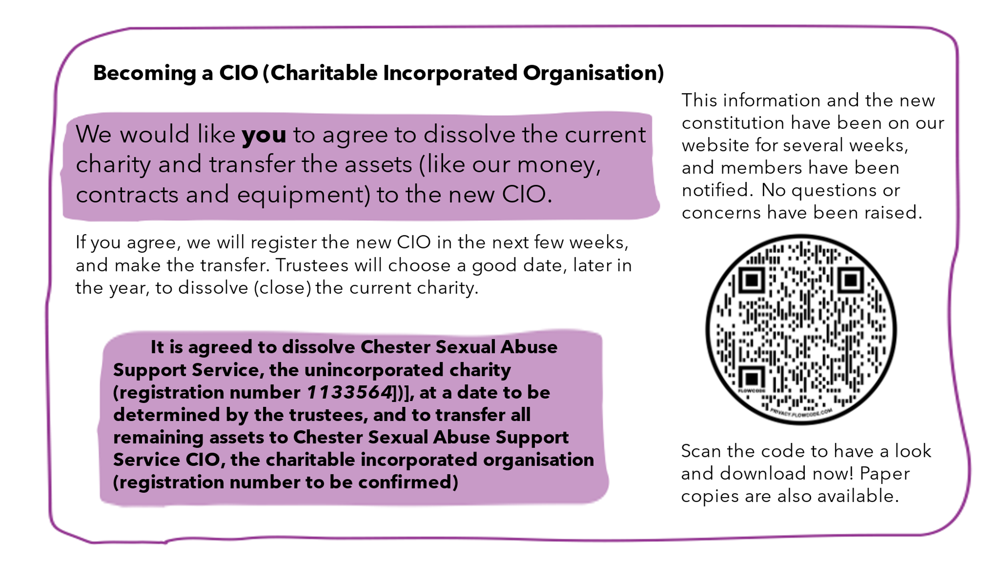 Becoming a CIO (Charitable Incorporated Organisation)
We would like you to agree to dissolve the current
charity and transfer the assets (like our money,
contracts and equipment) to the new CIO.
If you agree, we will register the new CIO in the next few weeks,
and make the transfer. Trustees will choose a good date, later in
the year, to dissolve (close) the current charity.
It is agreed to dissolve Chester Sexual Abuse
Support Service, the unincorporated charity
(registration number 1133564])], at a date to be
determined by the trustees, and to transfer all
remaining assets to Chester Sexual Abuse Support
Service CIO, the charitable incorporated organisation
(registration number to be confirmed)
This information and the new
constitution have been on our
website for several weeks,
and members have been
notified. No questions or
concerns have been raised.
FLOWCODE
PRIVACY.FLOWCODE.COM
Scan the code to have a look
and download now! Paper
copies are also available.